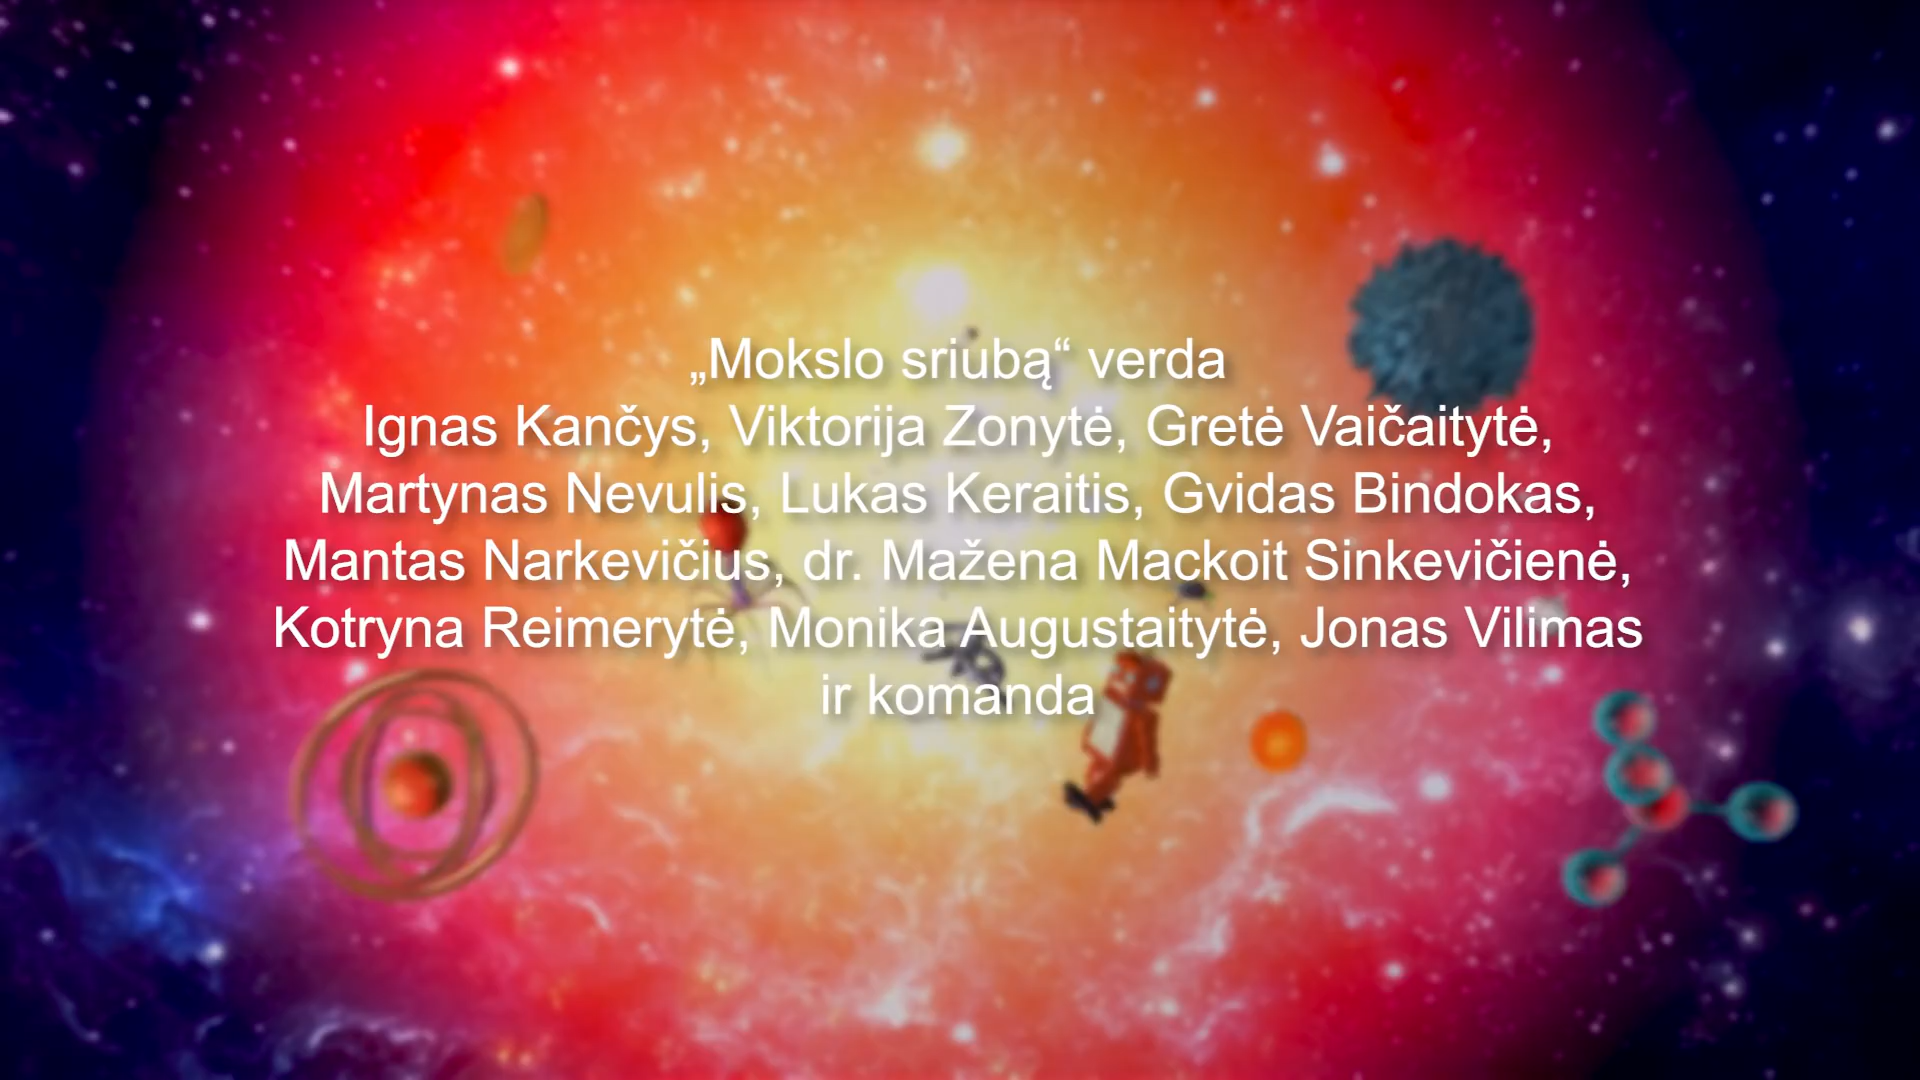 „Mokslo sriubą“ verda
Ignas Kančys, Viktorija Zonytė, Gretė Vaičaitytė,
Martynas Nevulis, Lukas Keraitis, Gvidas Bindokas,
Mantas Narkevičius, dr. Mažena Mackoit Sinkevičienė,
Kotryna Reimerytė, Monika Augustaitytė, Jonas Vilimas
ir komanda